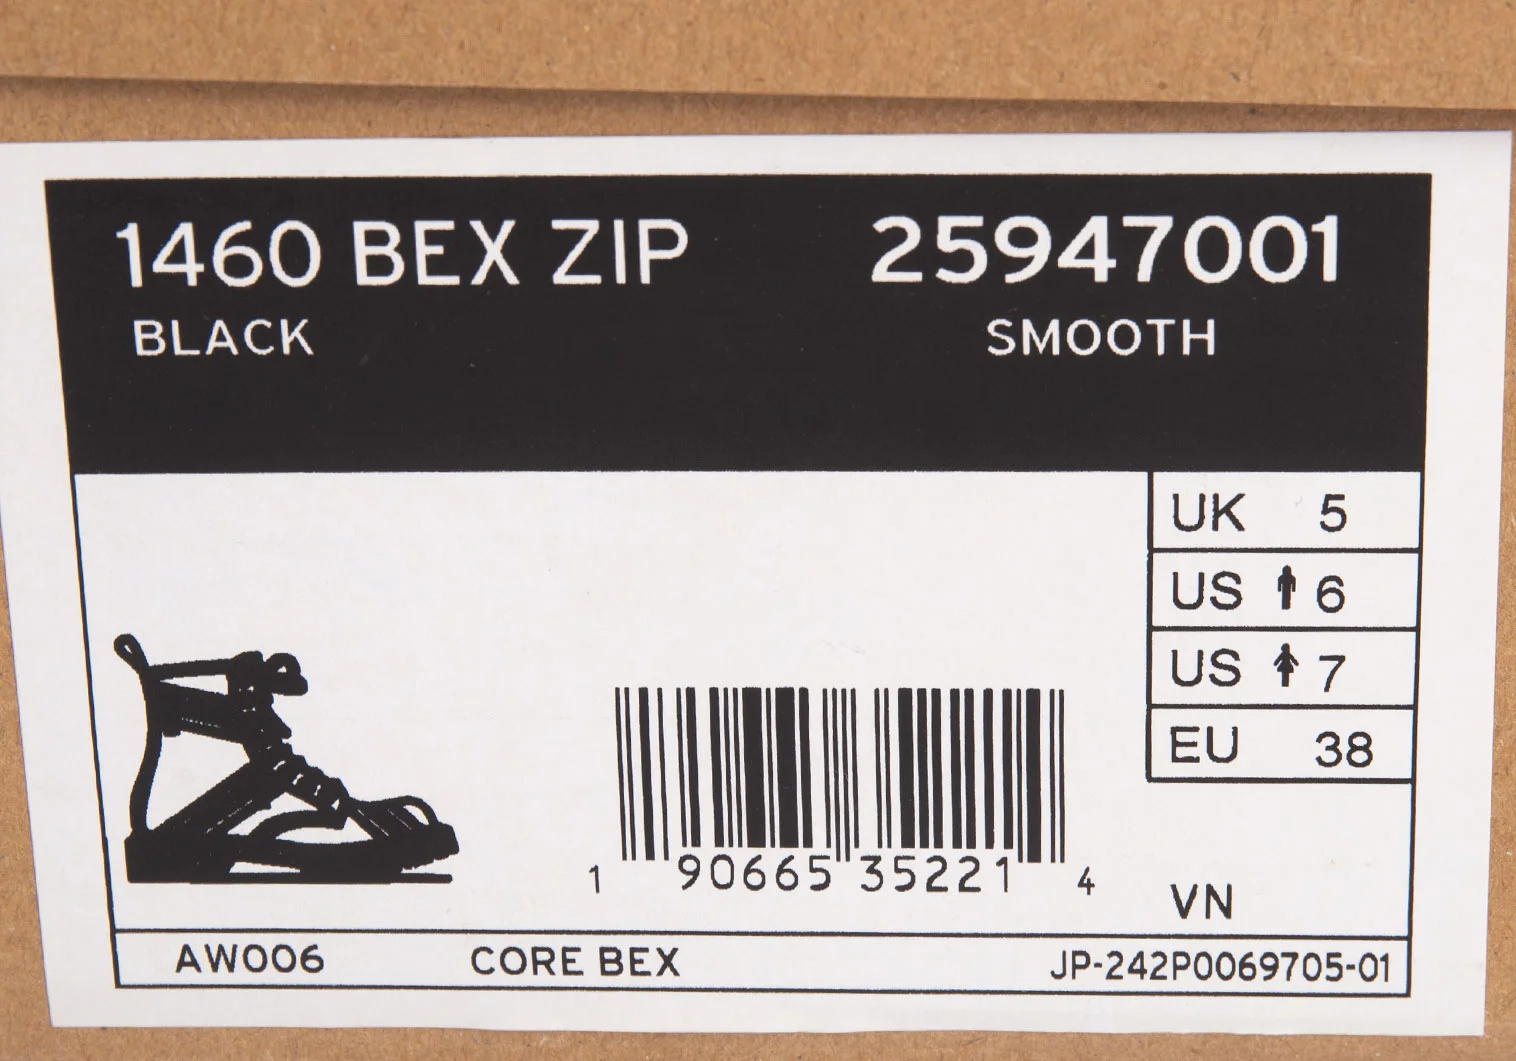 1460 BEX ZIP 25947001
BLACK SMOOTH
UK 5
US 6
US 7
EU 38
1 90665 35221 4
VN
AW006 CORE BEX JP-242P0069705-01